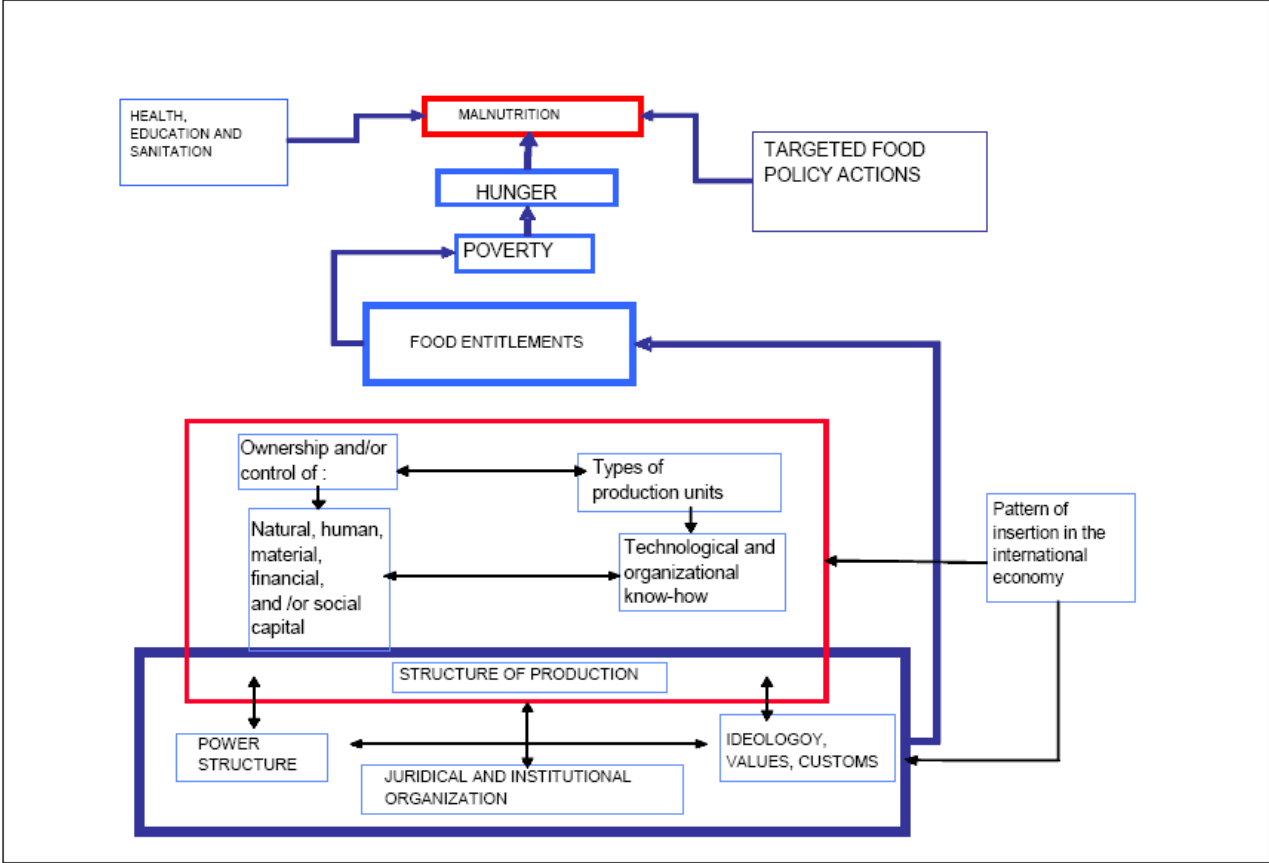 HEALTH,
EDUCATION AND
SANITATION
MALNUTRITION
TARGETED FOOD
POLICY ACTIONS
HUNGER
POVERTY
FOOD ENTITLEMENTS
Ownership and/or
control of :
Types of
production units
Natural, human,
material,
financial,
and /or social
capital
Technological and
organizational
know-how
Pattern of
insertion in the
international
economy
STRUCTURE OF PRODUCTION
POWER
STRUCTURE
JURIDICAL AND INSTITUTIONAL
ORGANIZATION
IDEOLOGOY,
VALUES, CUSTOMS